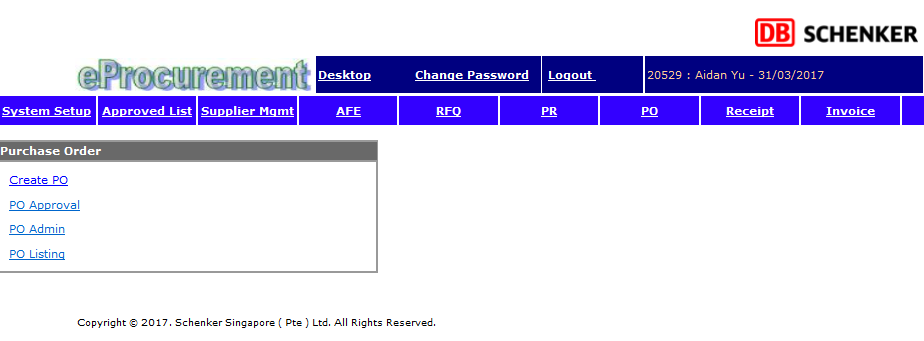 DB SCHENKER
eProcurement
Desktop Change Password Logout 20529 : Aidan Yu - 31/03/2017
System Setup Approved List Supplier Mgmt AFE RFQ PR PO Receipt Invoice
Purchase Order
Create PO
PO Approval
PO Admin
PO Listing
Copyright © 2017. Schenker Singapore ( Pte ) Ltd. All Rights Reserved.